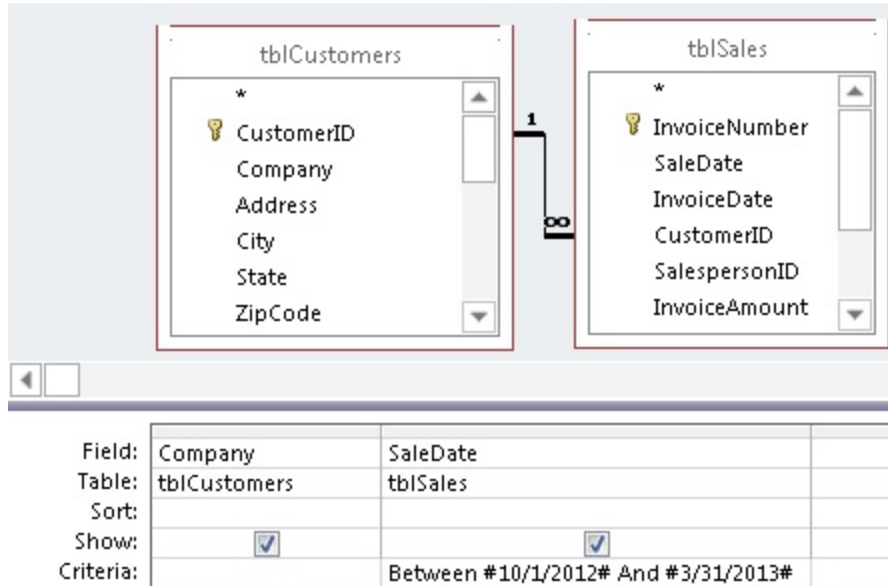 tblCustomers
*
CustomerID
Company
Address
City
State
ZipCode
1
∞
tblSales
*
InvoiceNumber
SaleDate
InvoiceDate
CustomerID
SalespersonID
InvoiceAmount
Field: Company SaleDate
Table: tblCustomers tblSales
Sort:
Show:
Criteria: Between #10/1/2012# And #3/31/2013#